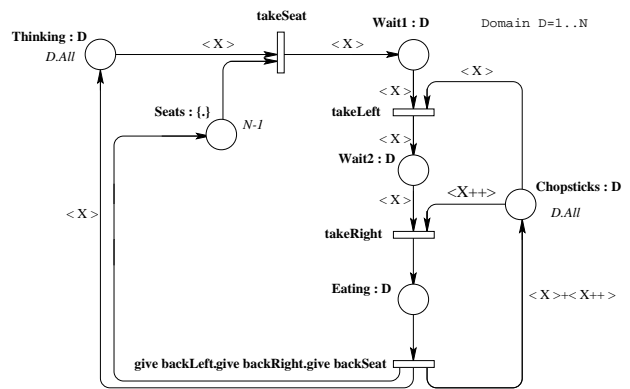 takeSeat
Thinking : D
< X >
< X >
Wait1 : D
Domain D=1..N
D.All
< X >
< X >
takeLeft
Seats : {.}
N-1
< X >
Wait2 : D
< X >
<X++>
Chopsticks : D
< X >
D.All
takeRight
Eating : D
< X >+< X++ >
give backLeft.give backRight.give backSeat